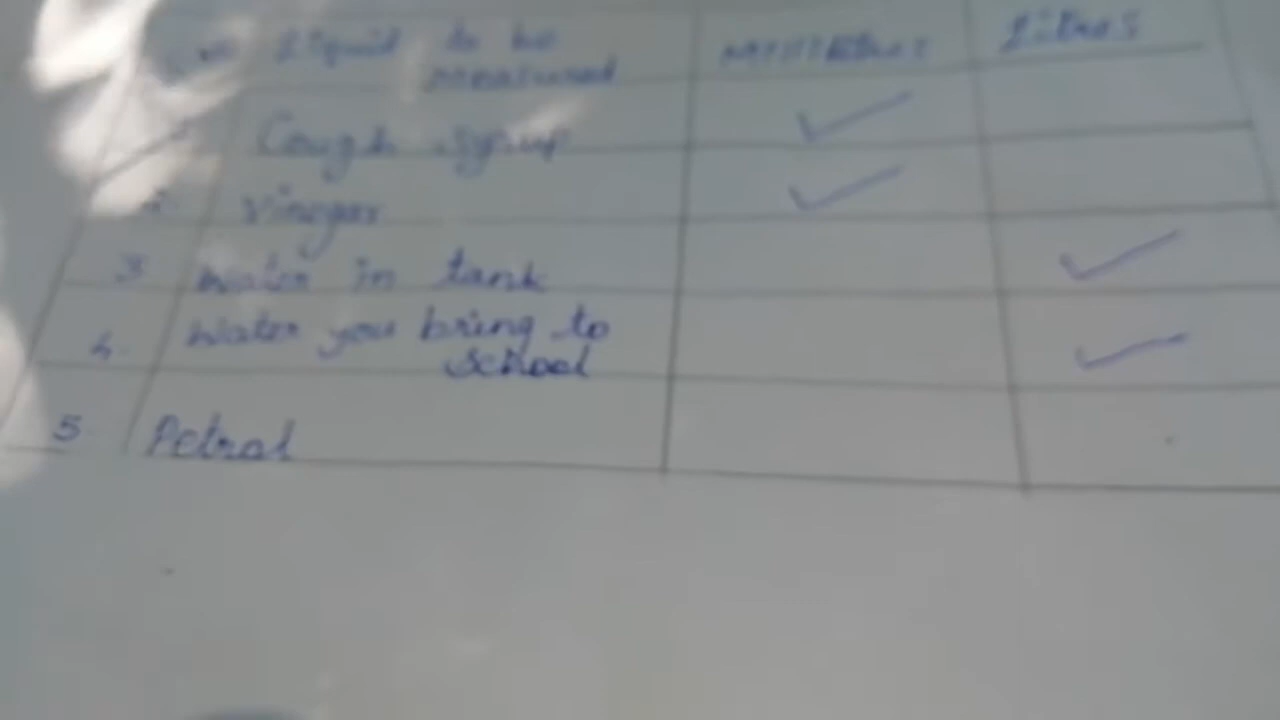 Liquid to be measured Millilitres Litres
Cough syrup ✓
2. Vinegar ✓
3 Water in tank ✓
4. Water you bring to school ✓
5. Petrol